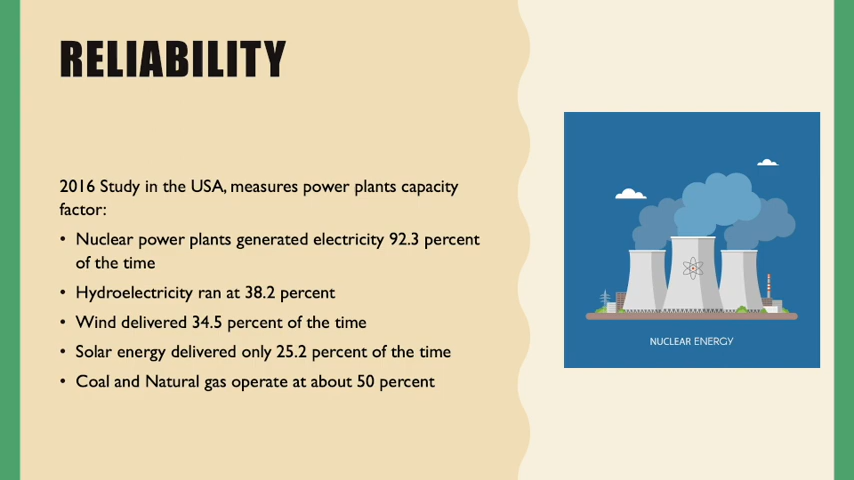 RELIABILITY
2016 Study in the USA, measures power plants capacity
factor:
• Nuclear power plants generated electricity 92.3 percent
of the time
• Hydroelectricity ran at 38.2 percent
• Wind delivered 34.5 percent of the time
• Solar energy delivered only 25.2 percent of the time
• Coal and Natural gas operate at about 50 percent
NUCLEAR ENERGY